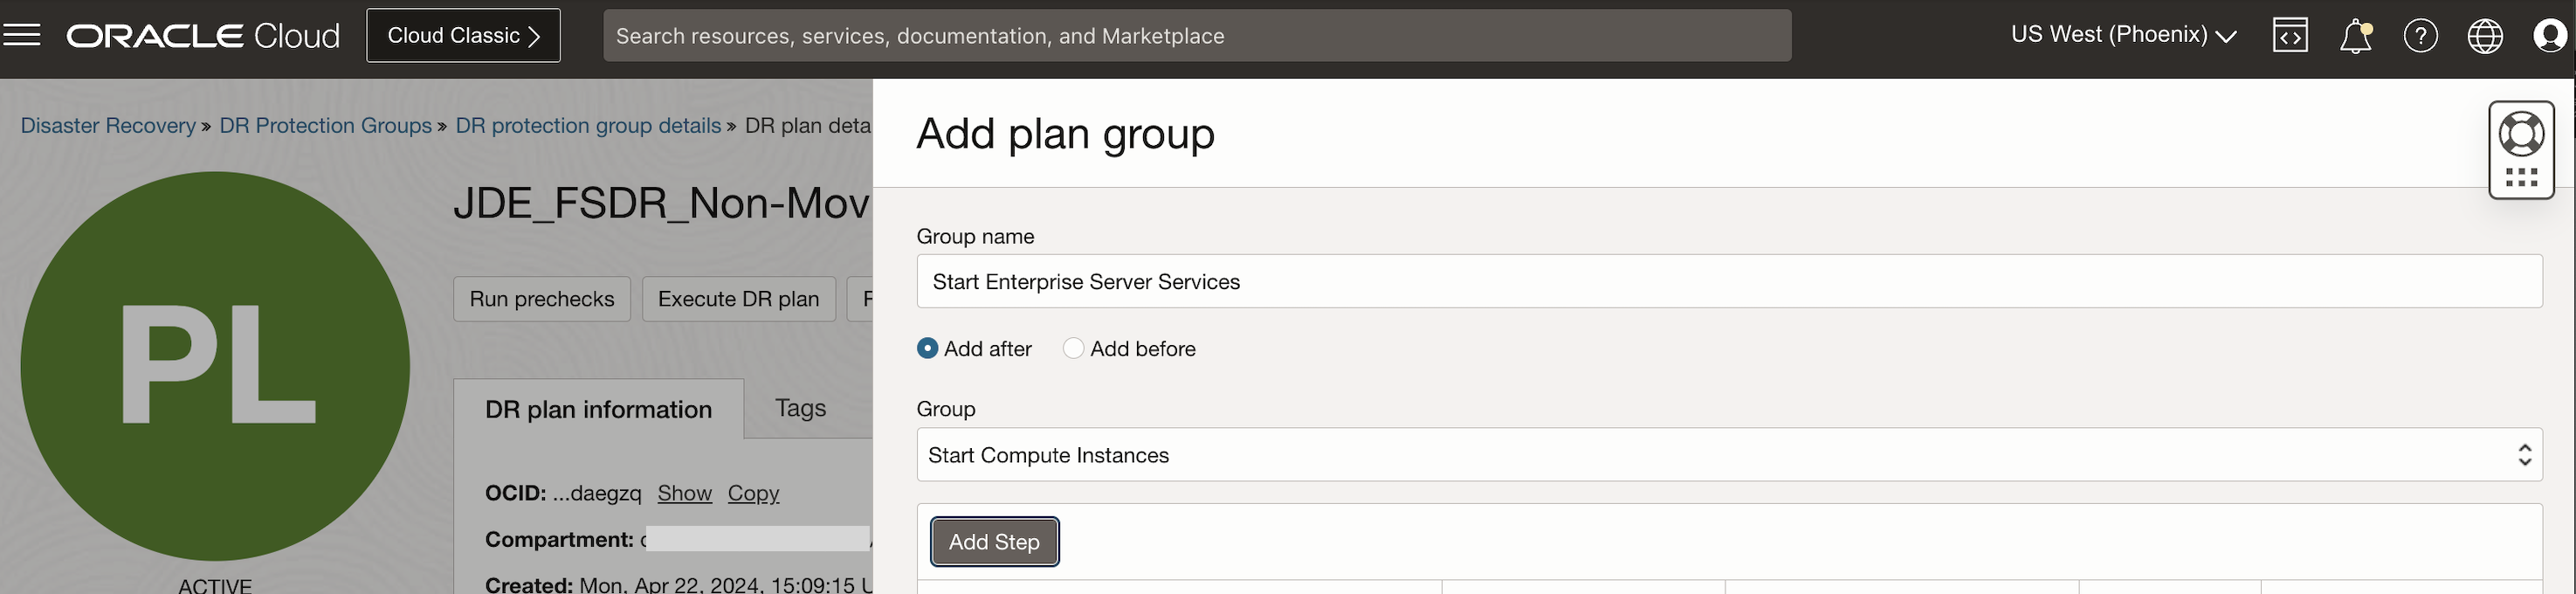 ORACLE Cloud
Cloud Classic
Search resources, services, documentation, and Marketplace
US West (Phoenix)
Disaster Recovery » DR Protection Groups » DR protection group details » DR plan deta
PL
ACTIVE
JDE_FSDR_Non-Mov
Run prechecks
Execute DR plan
DR plan information
Tags
OCID: ...daegzq Show Copy
Compartment:
Created: Mon, Apr 22, 2024, 15:09:15 U
Add plan group
Group name
Start Enterprise Server Services
Add after
Add before
Group
Start Compute Instances
Add Step